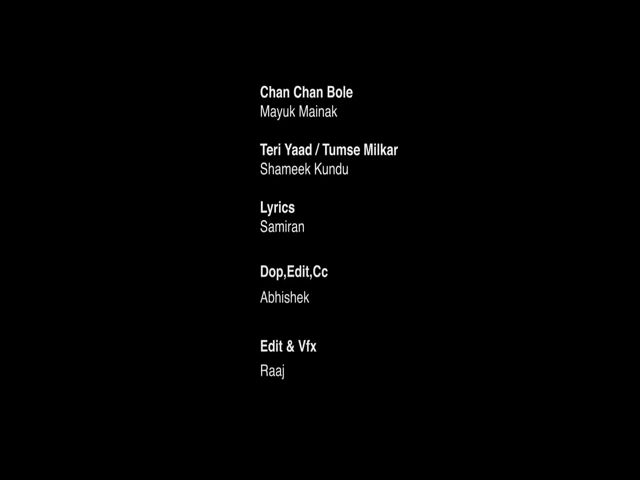 Chan Chan Bole
Mayuk Mainak
Teri Yaad / Tumse Milkar
Shameek Kundu
Lyrics
Samiran
Dop,Edit,Cc
Abhishek
Edit & Vfx
Raaj